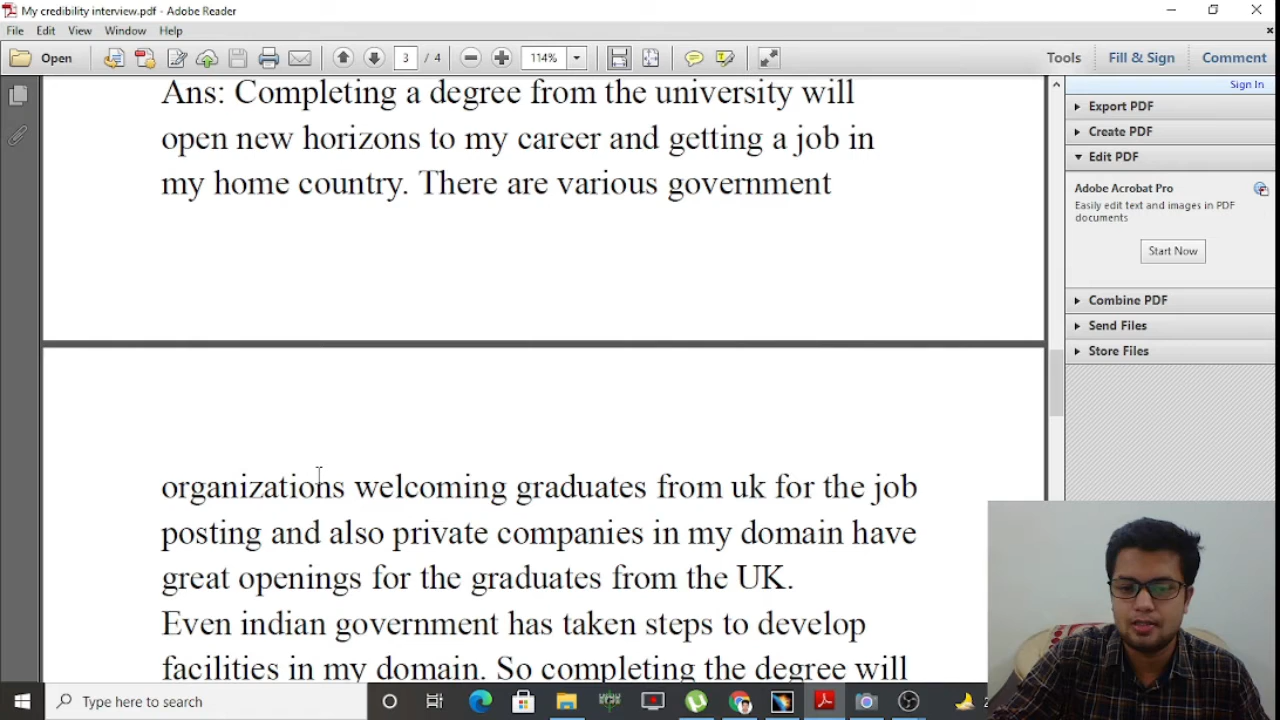 My credibility interview.pdf - Adobe Reader
File Edit View Window Help
Open 3 / 4 114% Tools Fill & Sign Comment
Sign In
Export PDF
Create PDF
Edit PDF
Adobe Acrobat Pro
Easily edit text and images in PDF
documents
Start Now
Combine PDF
Send Files
Store Files
Ans: Completing a degree from the university will
open new horizons to my career and getting a job in
my home country. There are various government
organizations welcoming graduates from uk for the job
posting and also private companies in my domain have
great openings for the graduates from the UK.
Even indian government has taken steps to develop
facilities in my domain. So completing the degree will
Type here to search